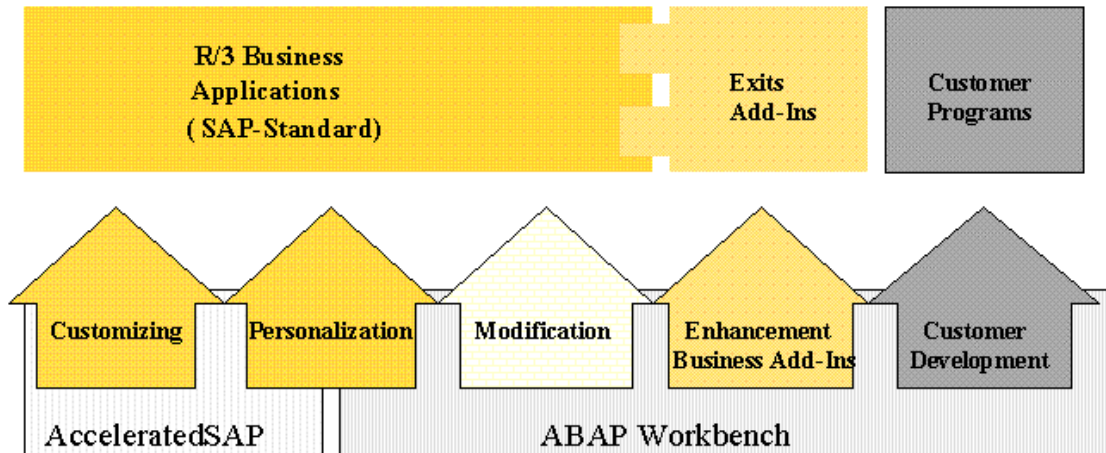 R/3 Business
Applications
( SAP-Standard)
Exits
Add-Ins
Customer
Programs
Customizing
Personalization
Modification
Enhancement
Business Add-Ins
Customer
Development
AcceleratedSAP
ABAP Workbench